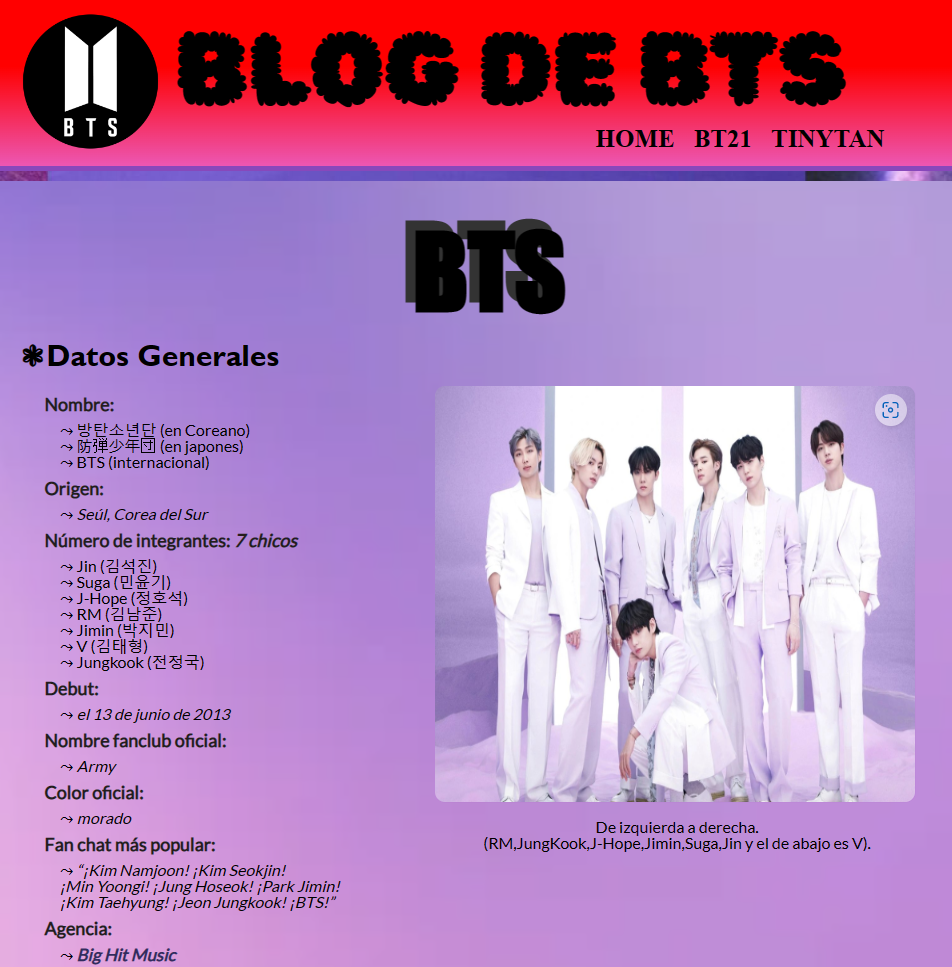 BTS
BLOG DE BTS
HOME BT21 TINYTAN
BTS
❃Datos Generales
Nombre:
⤳ 방탄소년단 (en Coreano)
⤳ 防弾少年団 (en japones)
⤳ BTS (internacional)
Origen:
⤳ Seúl, Corea del Sur
Número de integrantes: 7 chicos
⤳ Jin (김석진)
⤳ Suga (민윤기)
⤳ J-Hope (정호석)
⤳ RM (김남준)
⤳ Jimin (박지민)
⤳ V (김태형)
⤳ Jungkook (전정국)
Debut:
⤳ el 13 de junio de 2013
Nombre fanclub oficial:
⤳ Army
Color oficial:
⤳ morado
Fan chat más popular:
⤳ “¡Kim Namjoon! ¡Kim Seokjin!
¡Min Yoongi! ¡Jung Hoseok! ¡Park Jimin!
¡Kim Taehyung! ¡Jeon Jungkook! ¡BTS!”
Agencia:
⤳ Big Hit Music
De izquierda a derecha.
(RM,JungKook,J-Hope,Jimin,Suga,Jin y el de abajo es V).